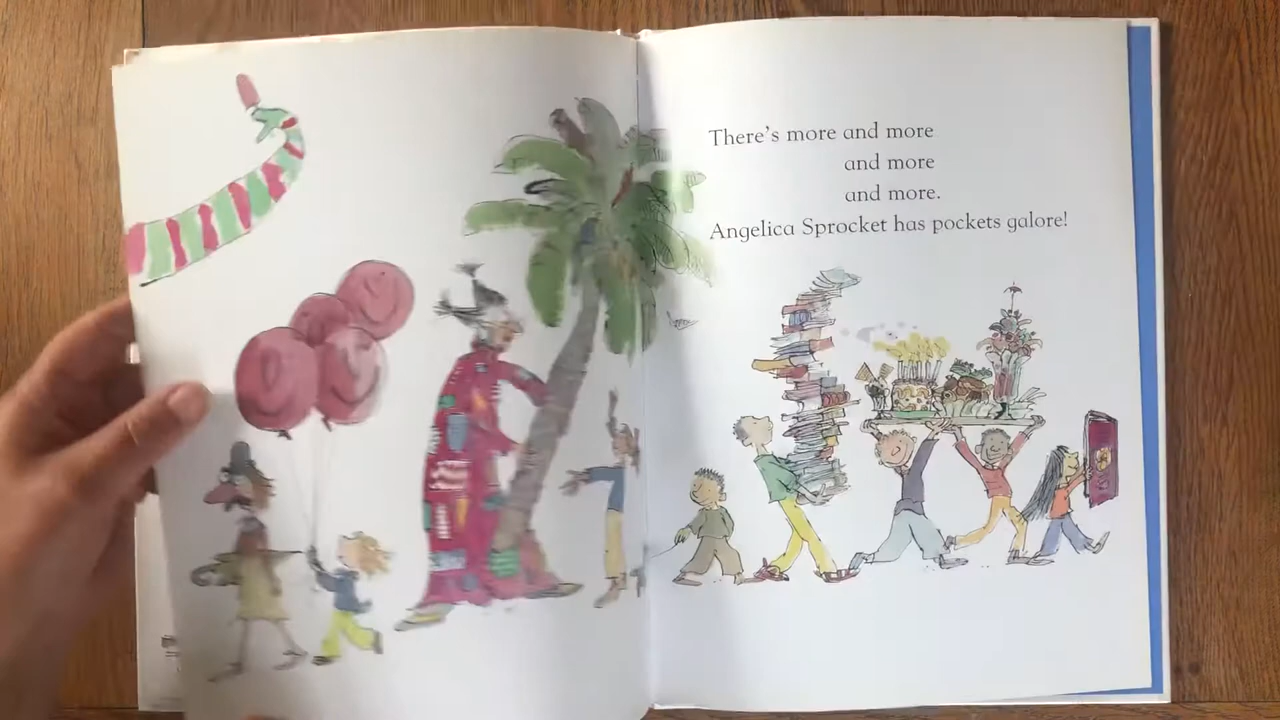 There's more and more
and more
and more.
Angelica Sprocket has pockets galore!